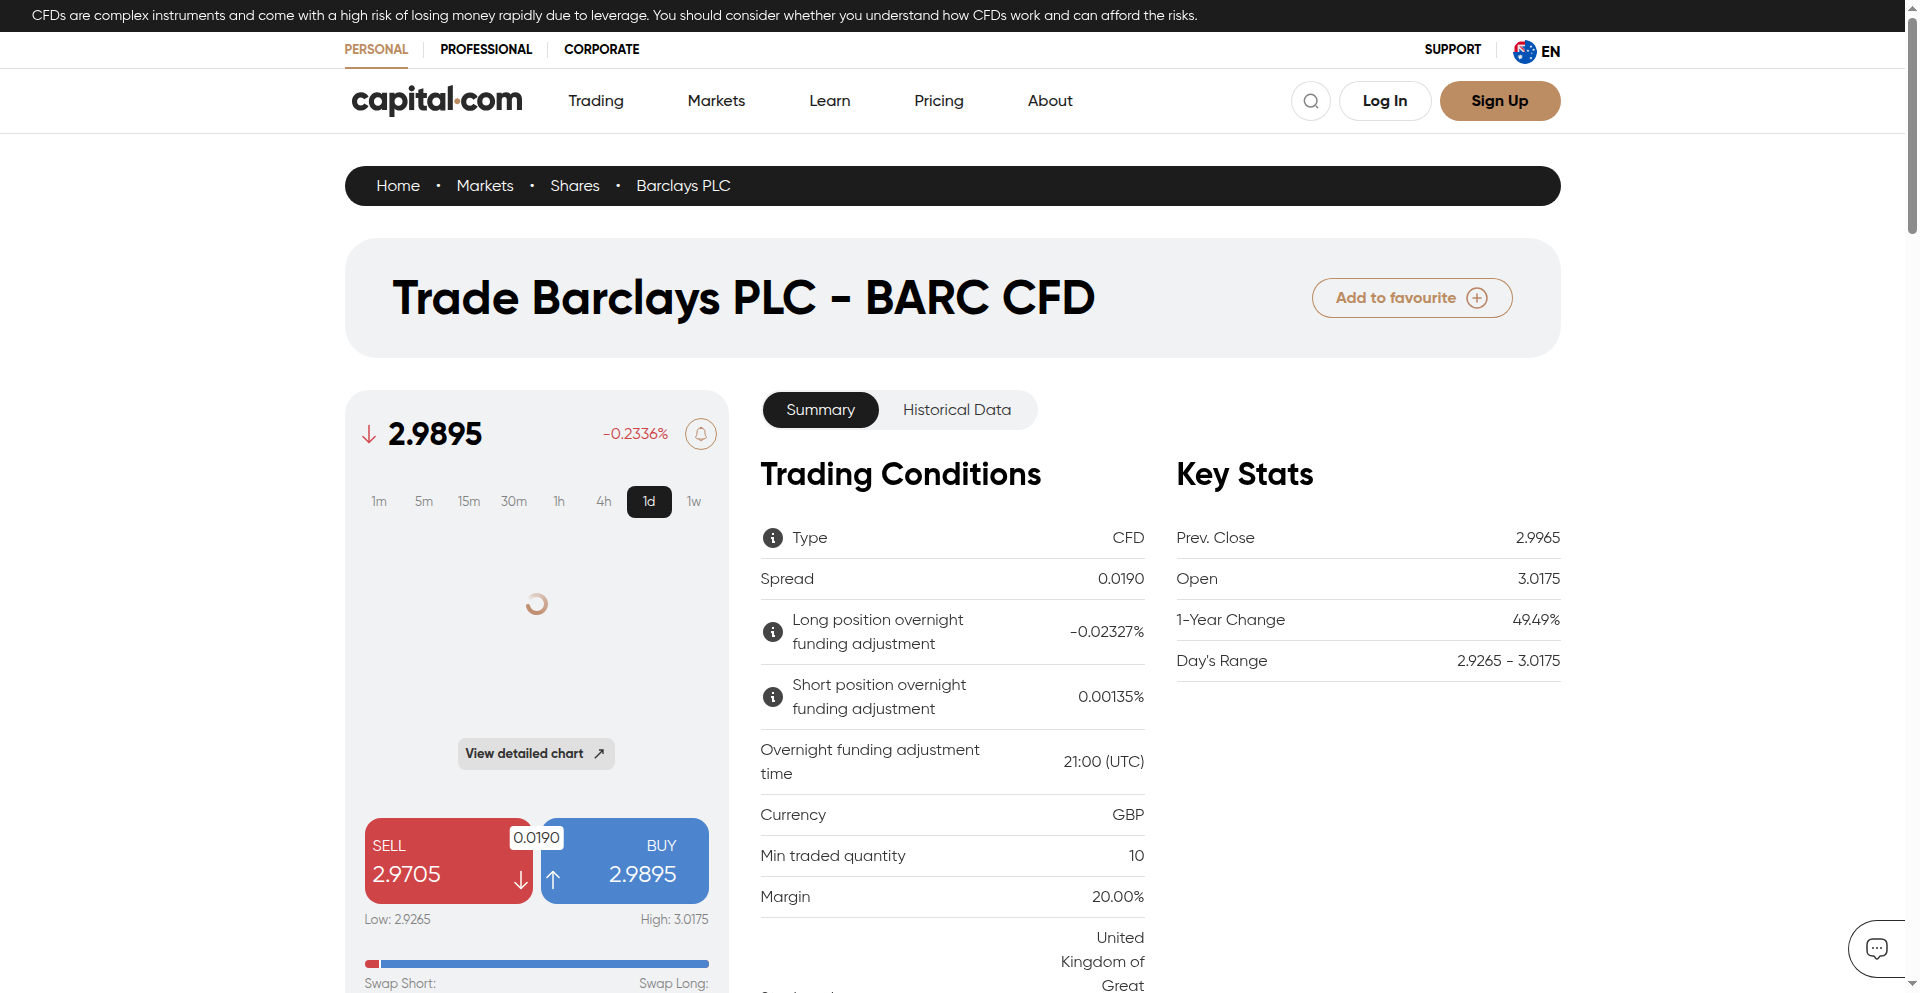 CFDs are complex instruments and come with a high risk of losing money rapidly due to leverage. You should consider whether you understand how CFDs work and can afford the risks.
PERSONAL PROFESSIONAL CORPORATE SUPPORT EN
capital.com Trading Markets Learn Pricing About Log In Sign Up
Home • Markets • Shares • Barclays PLC
Trade Barclays PLC - BARC CFD
Add to favourite
2.9895 -0.2336%
1m 5m 15m 30m 1h 4h 1d 1w
View detailed chart
SELL 0.0190 BUY
2.9705 2.9895
Low: 2.9265 High: 3.0175
Swap Short: Swap Long:
Summary Historical Data
Trading Conditions
Type CFD
Spread 0.0190
Long position overnight
funding adjustment -0.02327%
Short position overnight
funding adjustment 0.00135%
Overnight funding adjustment
time 21:00 (UTC)
Currency GBP
Min traded quantity 10
Margin 20.00%
United
Kingdom of
Great
Key Stats
Prev. Close 2.9965
Open 3.0175
1-Year Change 49.49%
Day's Range 2.9265 - 3.0175